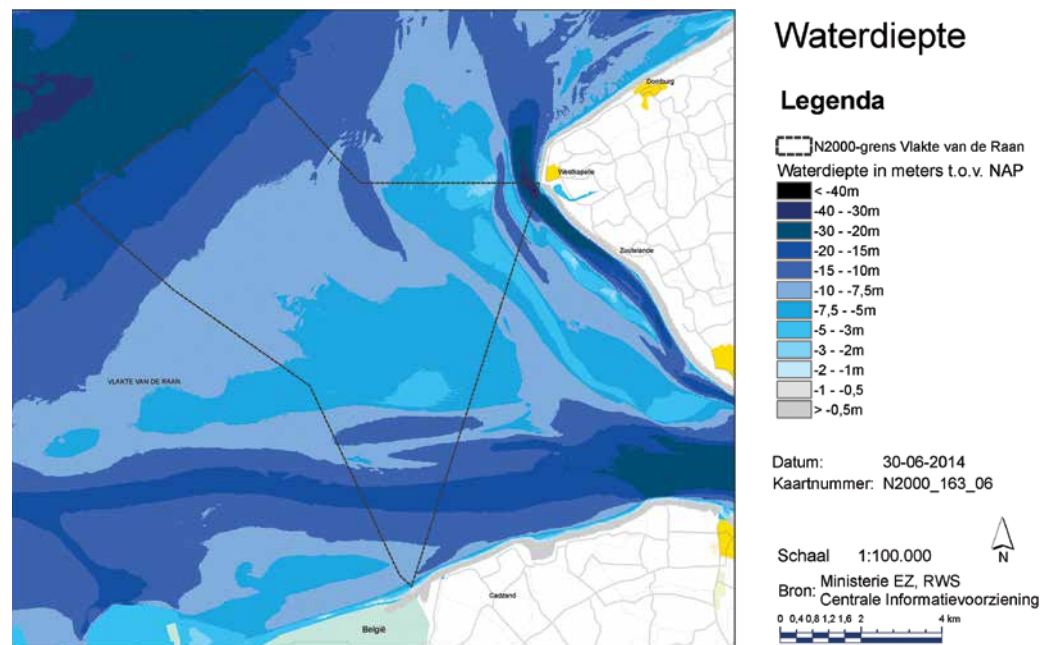 Waterdiepte
Legenda
N2000-grens Vlakte van de Raan
Waterdiepte in meters t.o.v. NAP
< -40m
-40 - -30m
-30 - -20m
-20 - -15m
-15 - -10m
-10 - -7,5m
-7,5 - -5m
-5 - -3m
-3 - -2m
-2 - -1m
-1 - -0,5
> -0,5m
Datum: 30-06-2014
Kaartnummer: N2000_163_06
Schaal 1:100.000
N
Bron: Ministerie EZ, RWS
Centrale Informatievoorziening
0 0,4 0,8 1,2 1,6 2 4 km
Domburg
Westkapelle
Zoutelande
VLAKTE VAN DE RAAN
Cadzand
België